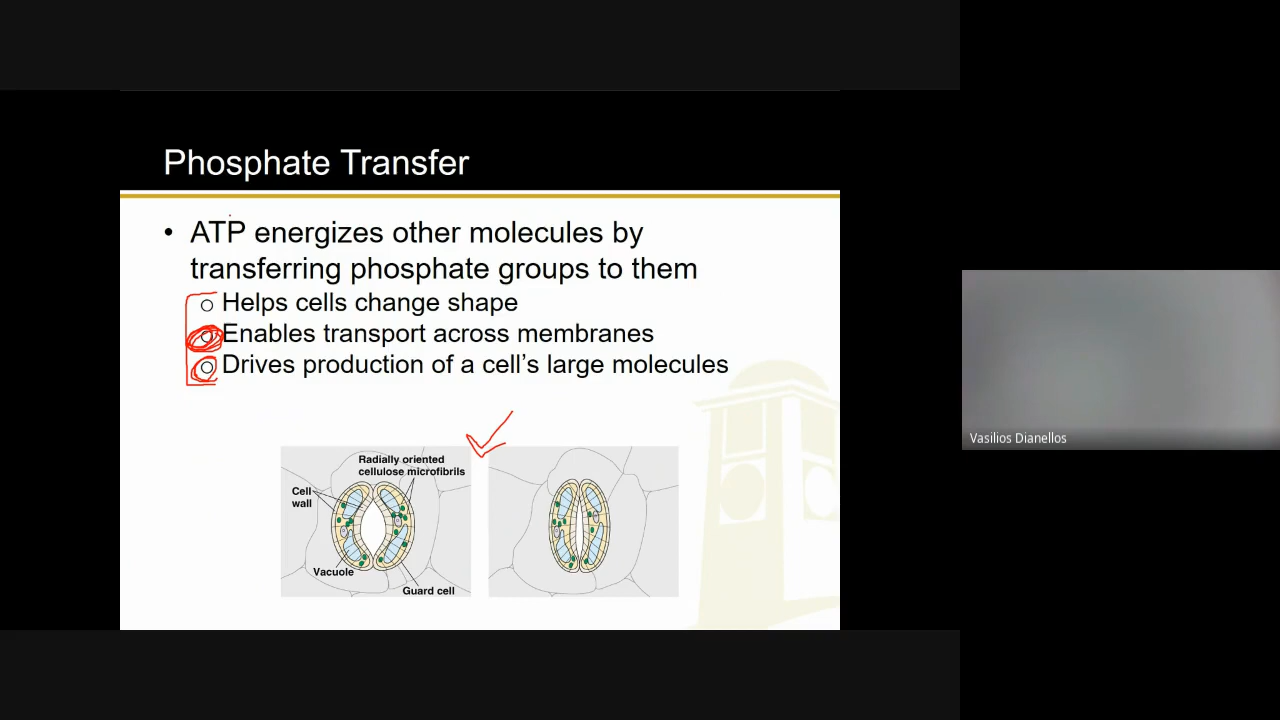 Phosphate Transfer
• ATP energizes other molecules by
transferring phosphate groups to them
○ Helps cells change shape
○ Enables transport across membranes
○ Drives production of a cell’s large molecules
Radially oriented
cellulose microfibrils
Cell
wall
Vacuole
Guard cell
Vasilios Dianellos